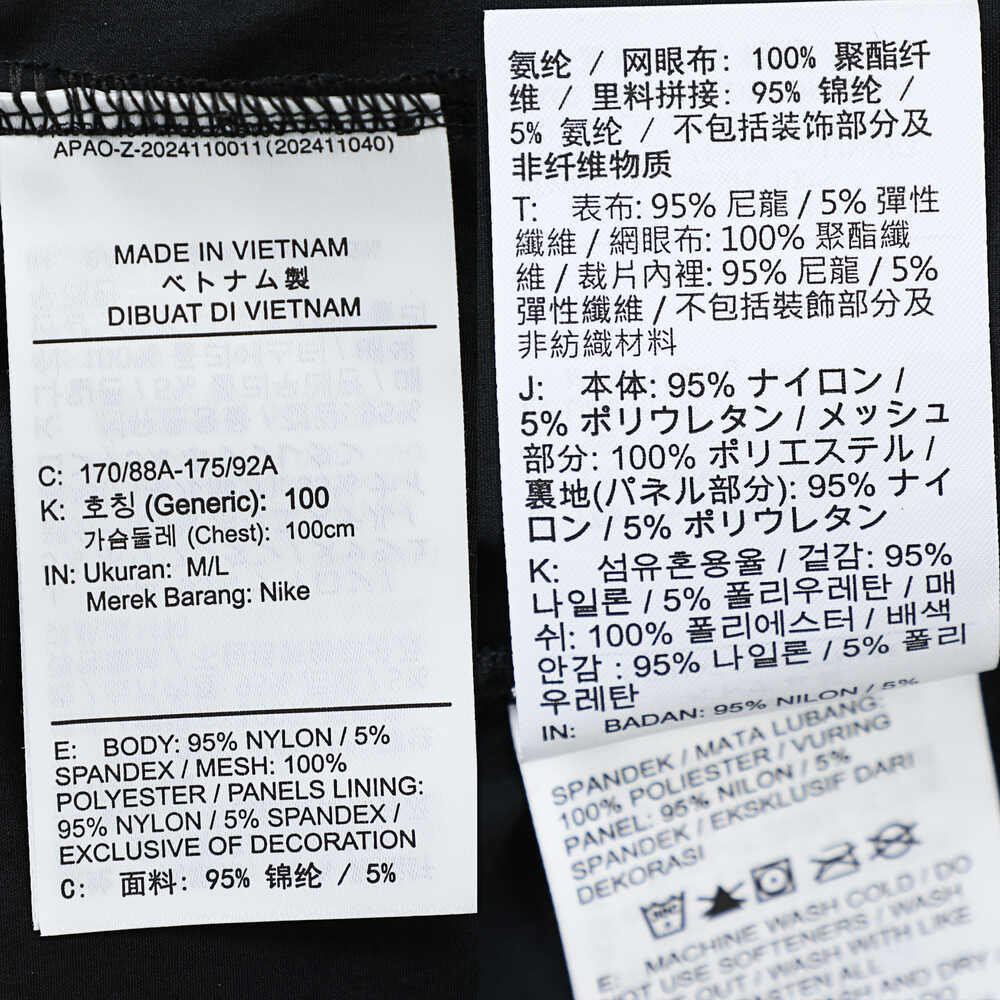 APAO-Z-2024110011(202411040)
MADE IN VIETNAM
ベトナム製
DIBUAT DI VIETNAM
C: 170/88A-175/92A
K: 호칭 (Generic): 100
가슴둘레 (Chest): 100cm
IN: Ukuran: M/L
Merek Barang: Nike
E: BODY: 95% NYLON / 5%
SPANDEX / MESH: 100%
POLYESTER / PANELS LINING:
95% NYLON / 5% SPANDEX /
EXCLUSIVE OF DECORATION
C: 面料: 95% 锦纶 / 5%
氨纶 / 网眼布: 100% 聚酯纤
维 / 里料拼接: 95% 锦纶 /
5% 氨纶 / 不包括装饰部分及
非纤维物质
T: 表布: 95% 尼龍 / 5% 彈性
纖維 / 網眼布: 100% 聚酯纖
維 / 裁片內裡: 95% 尼龍 / 5%
彈性纖維 / 不包括裝飾部分及
非紡織材料
J: 本体: 95% ナイロン /
5% ポリウレタン / メッシュ
部分: 100% ポリエステル /
裏地(パネル部分): 95% ナイ
ロン / 5% ポリウレタン
K: 섬유혼용율 / 겉감: 95%
나일론 / 5% 폴리우레탄 / 매
쉬: 100% 폴리에스터 / 배색
안감 : 95% 나일론 / 5% 폴리
우레탄
IN: BADAN: 95% NILON / 5%
SPANDEK / MATA LUBANG:
100% POLIESTER / VURING
PANEL: 95% NILON / 5%
SPANDEK / EKSKLUSIF DARI
DEKORASI
E: MACHINE WASH COLD / DO
NOT USE SOFTENERS / WASH
OUT / WASH WITH LIKE
FASTEN ALL
WASH AND DRY /